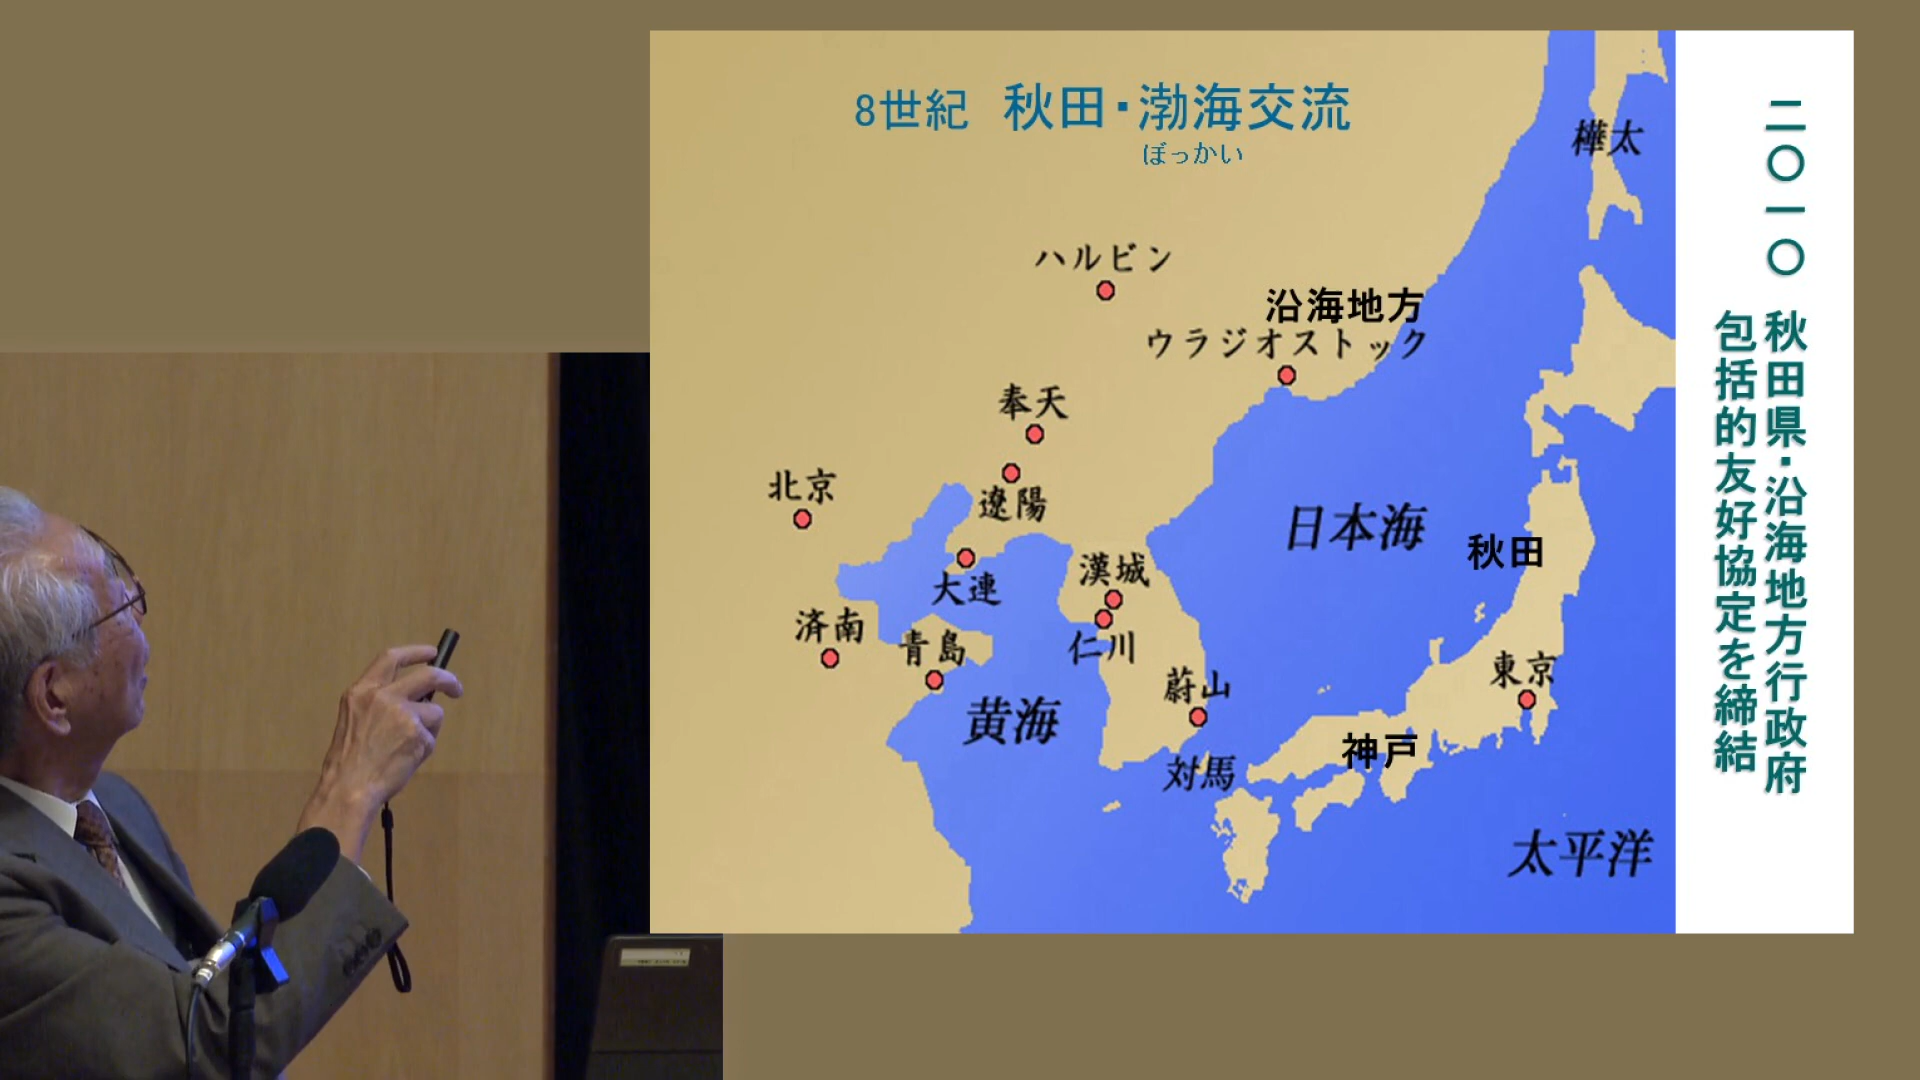 8世紀 秋田・渤海交流
ぼっかい
樺太
ハルビン
沿海地方
ウラジオストック
奉天
遼陽
北京
大連
漢城
仁川
済南
青島
蔚山
黄海
日本海
秋田
東京
神戸
対馬
太平洋
二〇一〇 秋田県・沿海地方行政府
包括的友好協定を締結